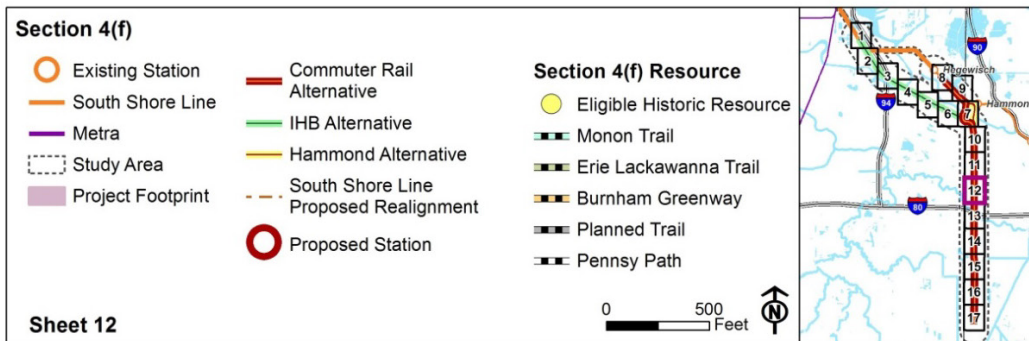 Section 4(f)
Existing Station
South Shore Line
Metra
Study Area
Project Footprint
Commuter Rail
Alternative
IHB Alternative
Hammond Alternative
South Shore Line
Proposed Realignment
Proposed Station
Section 4(f) Resource
Eligible Historic Resource
Monon Trail
Erie Lackawanna Trail
Burnham Greenway
Planned Trail
Pennsy Path
Sheet 12
0 500
Feet
N
1
2
3
4
5
6
7
8
9
10
11
12
13
14
15
16
17
90
94
80
Hegewisch
Hammon